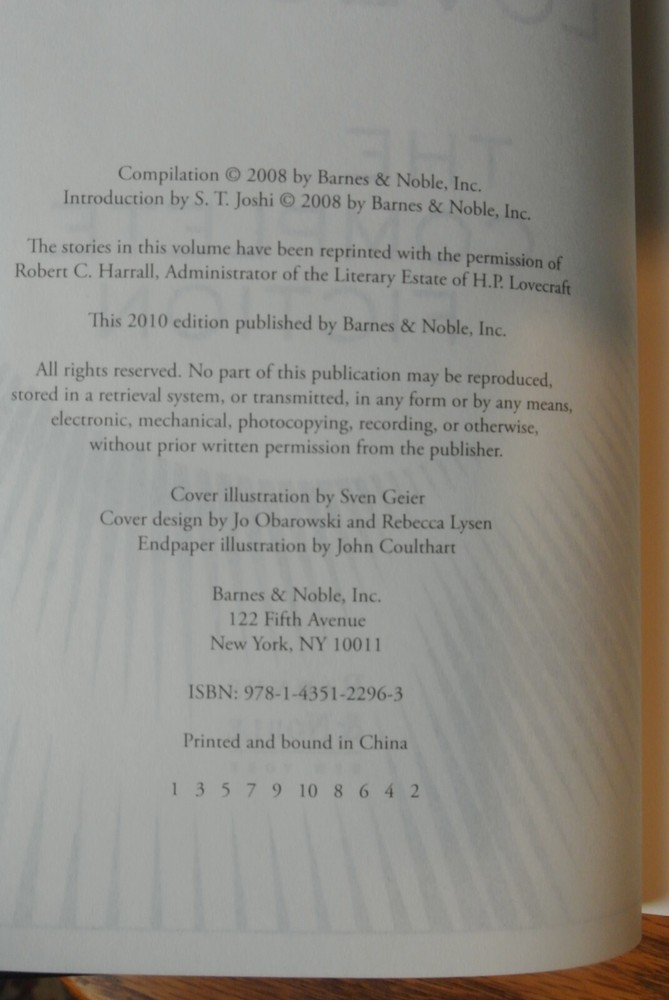 Compilation © 2008 by Barnes & Noble, Inc.
Introduction by S. T. Joshi © 2008 by Barnes & Noble, Inc.
The stories in this volume have been reprinted with the permission of
Robert C. Harrall, Administrator of the Literary Estate of H.P. Lovecraft
This 2010 edition published by Barnes & Noble, Inc.
All rights reserved. No part of this publication may be reproduced,
stored in a retrieval system, or transmitted, in any form or by any means,
electronic, mechanical, photocopying, recording, or otherwise,
without prior written permission from the publisher.
Cover illustration by Sven Geier
Cover design by Jo Obarowski and Rebecca Lysen
Endpaper illustration by John Coulthart
Barnes & Noble, Inc.
122 Fifth Avenue
New York, NY 10011
ISBN: 978-1-4351-2296-3
Printed and bound in China
1 3 5 7 9 10 8 6 4 2